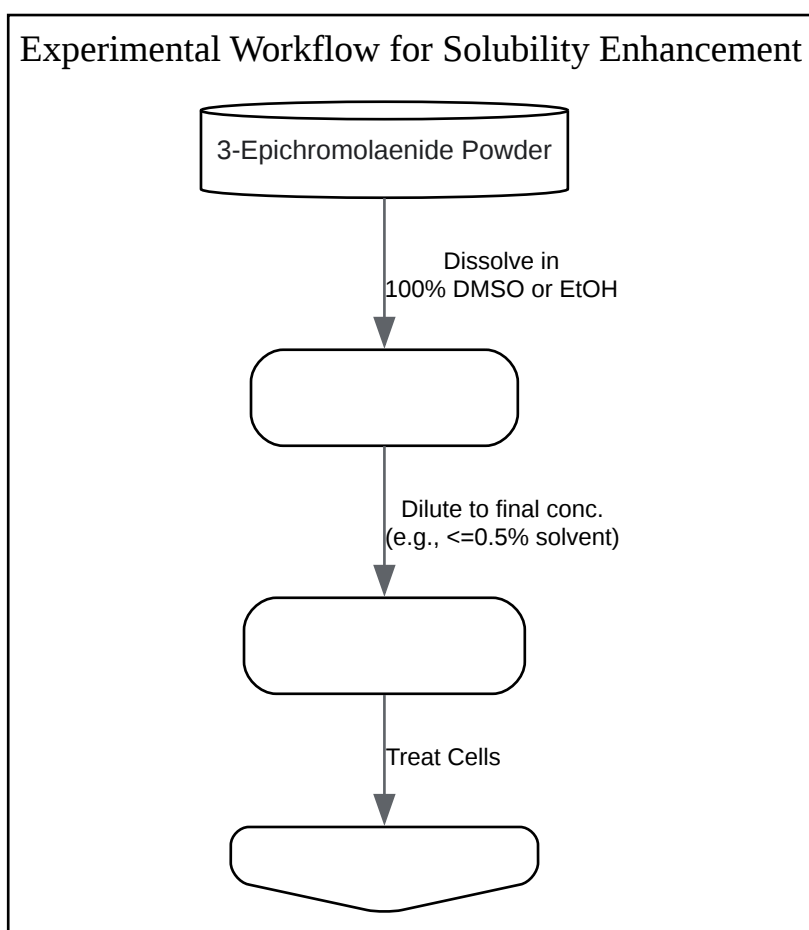 Experimental Workflow for Solubility Enhancement
3-Epichromolaenide Powder
Dissolve in
100% DMSO or EtOH
Dilute to final conc.
(e.g., <=0.5% solvent)
Treat Cells